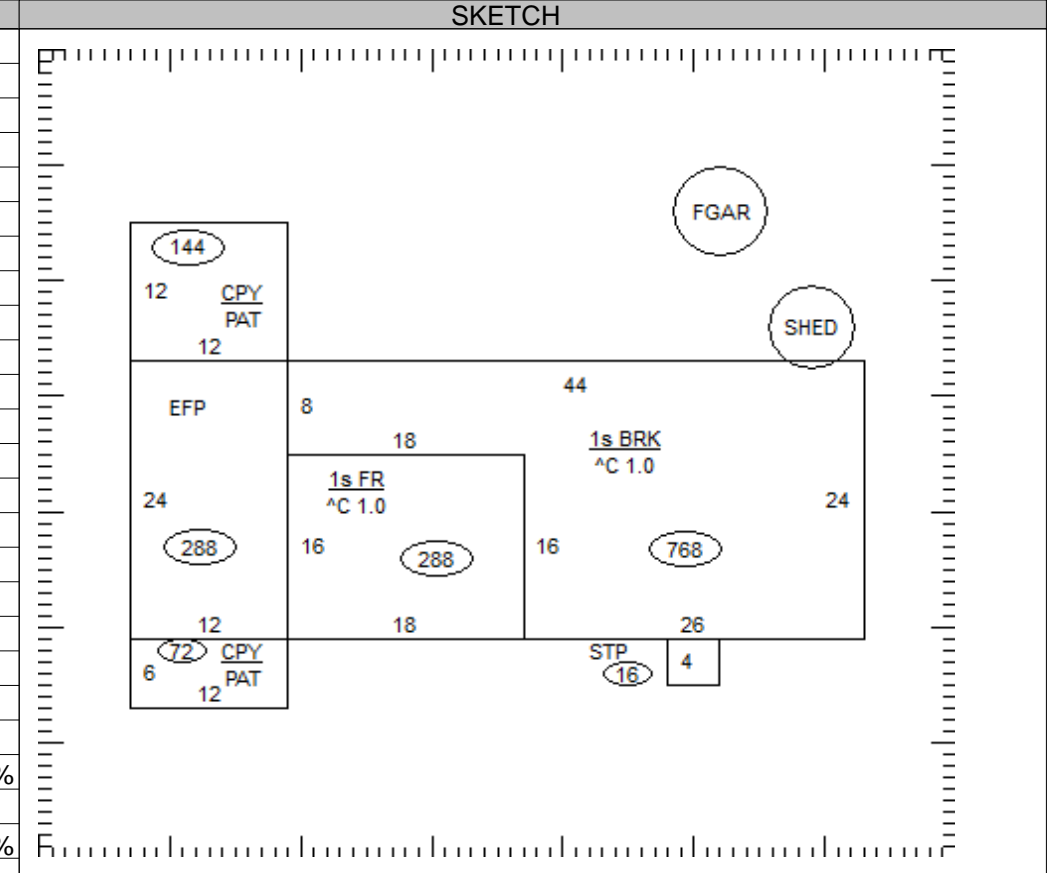 SKETCH
FGAR
144
12 CPY
PAT
12
SHED
44
EFP
8
18
1s BRK
^C 1.0
1s FR
^C 1.0
24
24
288
16
288
16
768
12
18
26
72 CPY
6 PAT
12
STP
16
4
%
%